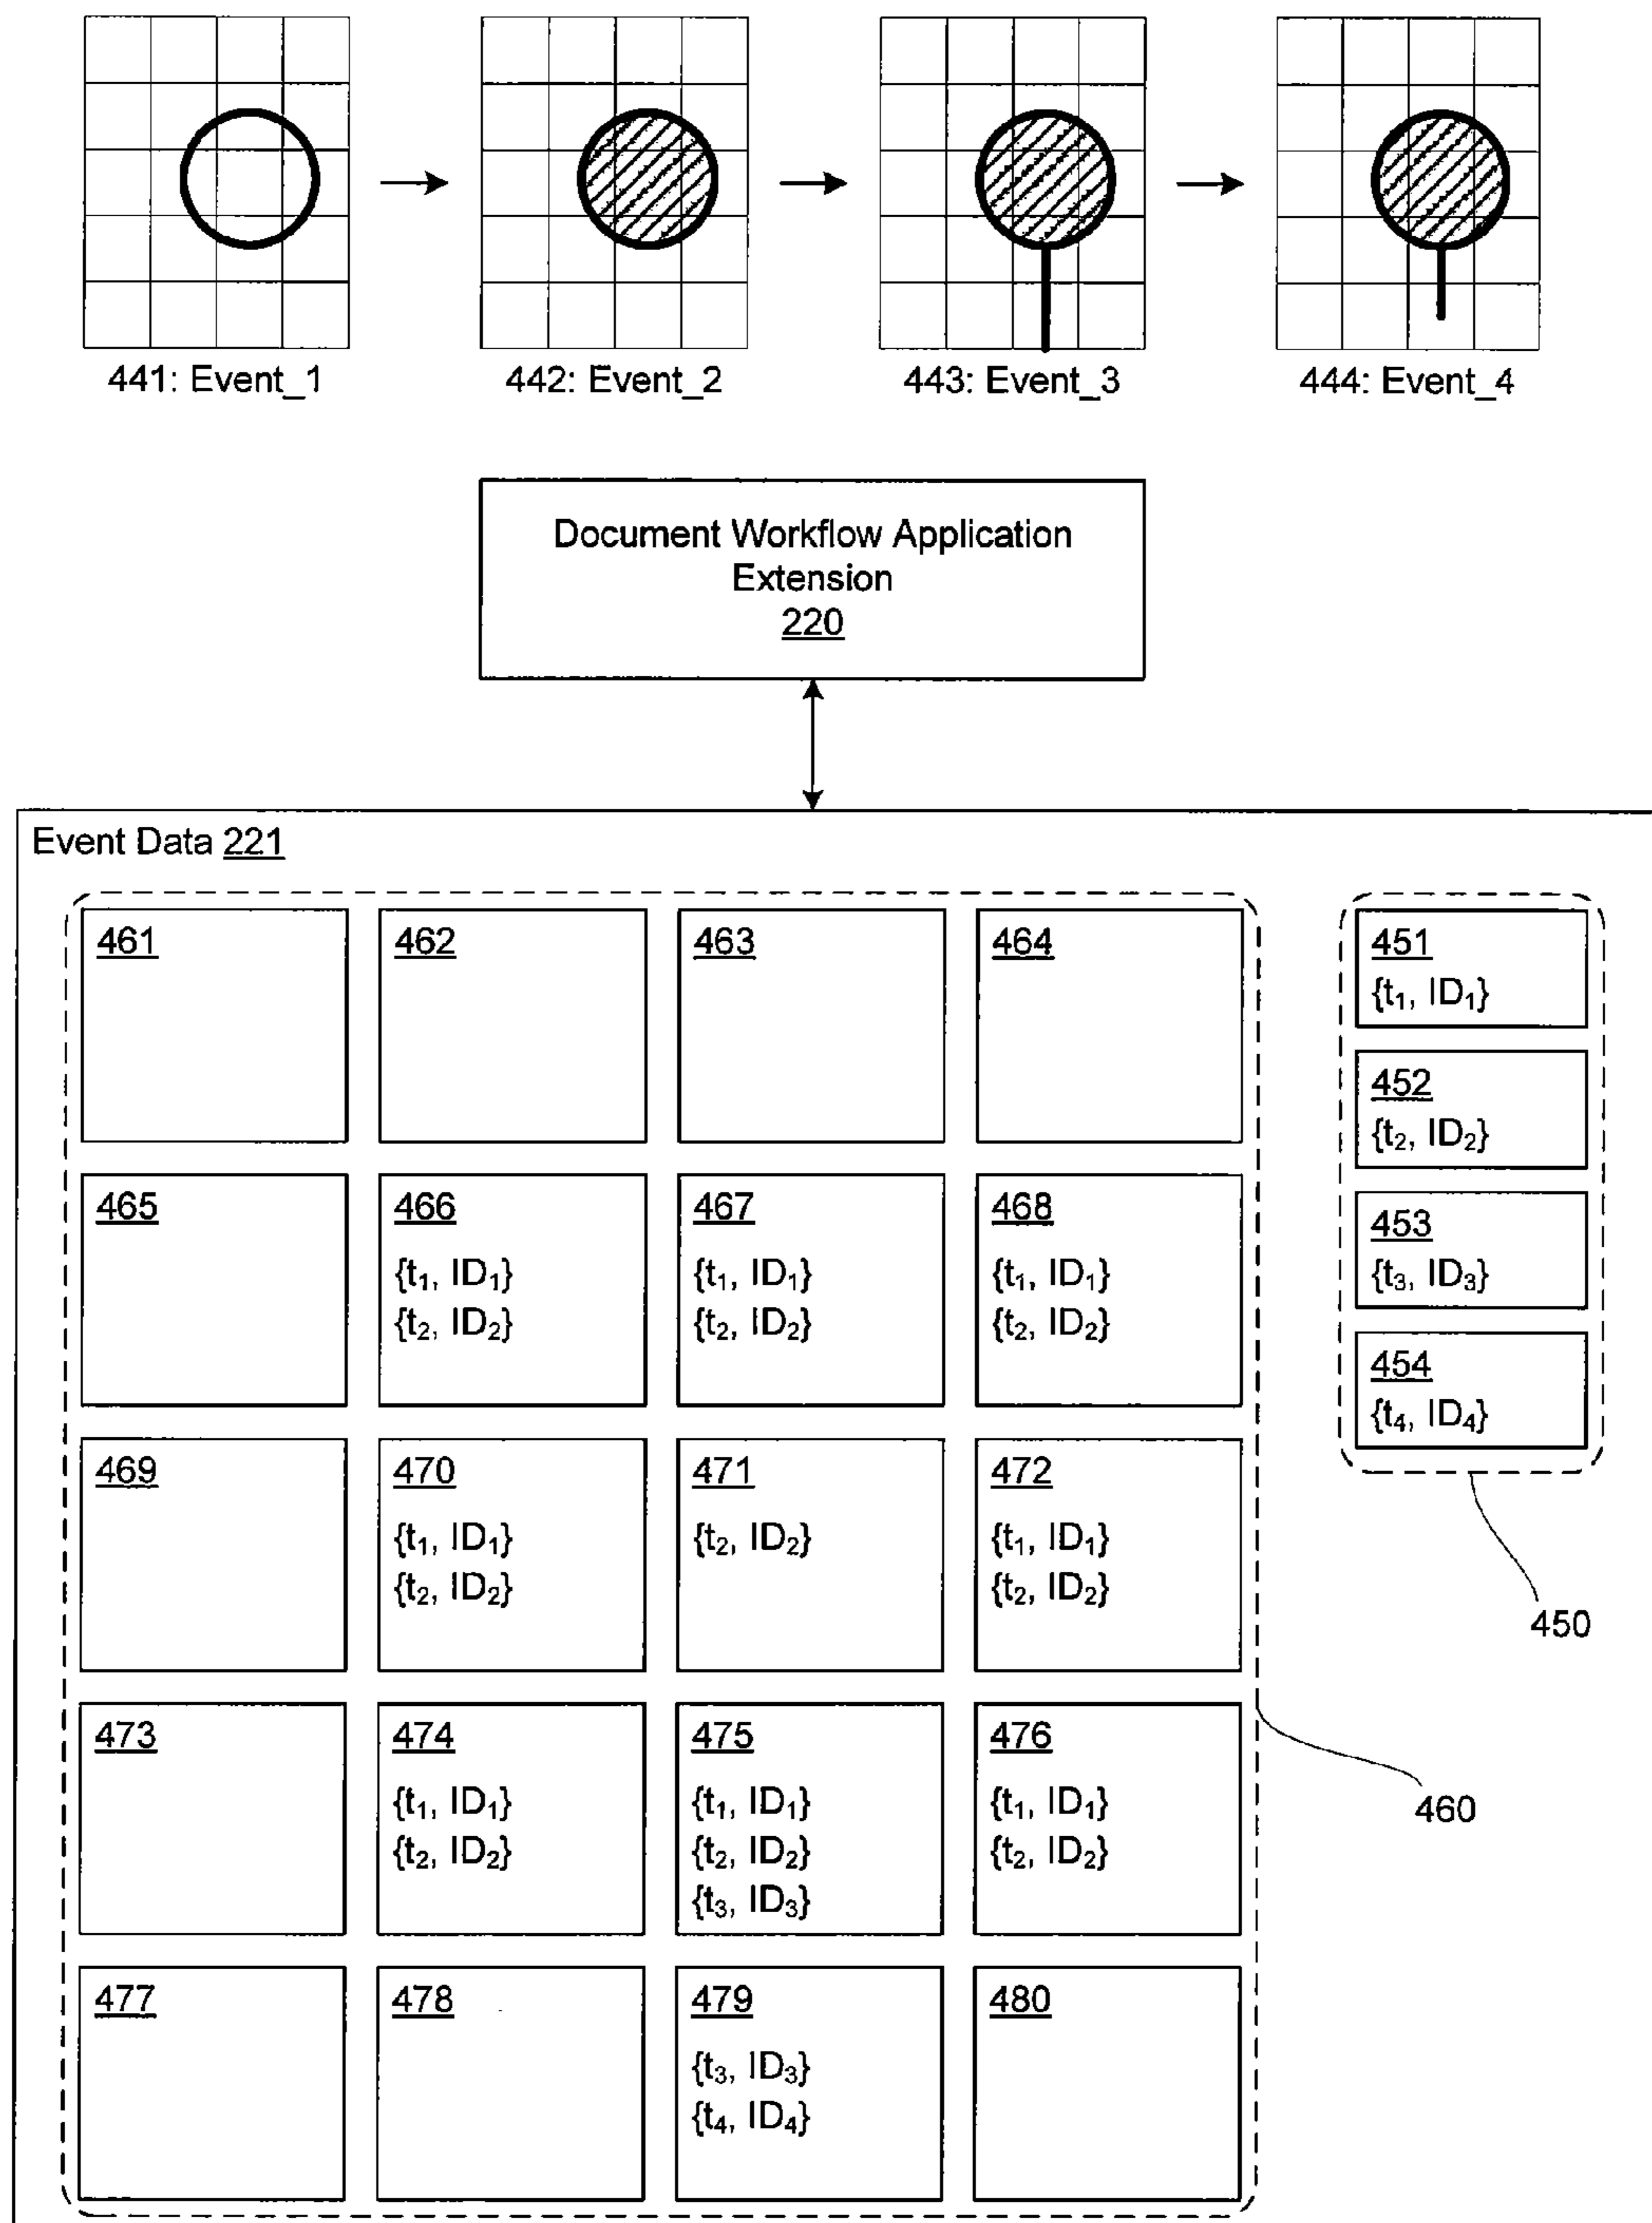 441: Event_1
442: Event_2
443: Event_3
444: Event_4
Document Workflow Application
Extension
220
Event Data 221
461
462
463
464
465
466
{t₁, ID₁}
{t₂, ID₂}
467
{t₁, ID₁}
{t₂, ID₂}
468
{t₁, ID₁}
{t₂, ID₂}
469
470
{t₁, ID₁}
{t₂, ID₂}
471
{t₂, ID₂}
472
{t₁, ID₁}
{t₂, ID₂}
473
474
{t₁, ID₁}
{t₂, ID₂}
475
{t₁, ID₁}
{t₂, ID₂}
{t₃, ID₃}
476
{t₁, ID₁}
{t₂, ID₂}
477
478
479
{t₃, ID₃}
{t₄, ID₄}
480
451
{t₁, ID₁}
452
{t₂, ID₂}
453
{t₃, ID₃}
454
{t₄, ID₄}
450
460